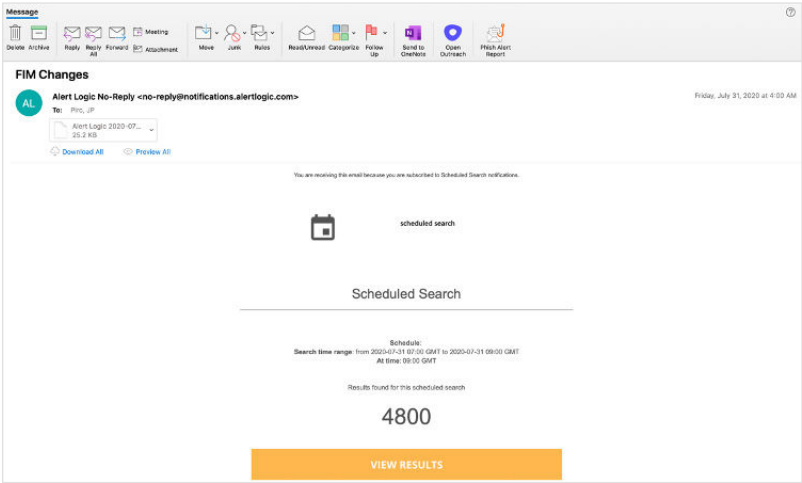 Message
Delete Archive Reply Reply All Forward Meeting Attachment Move Junk Rules Read/Unread Categorize Follow Up Send to OneNote Open Outreach Phish Alert Report
FIM Changes
AL
Alert Logic No-Reply <no-reply@notifications.alertlogic.com>
Friday, July 31, 2020 at 4:00 AM
To: Piro, JP
Alert Logic 2020-07...
25.2 KB
Download All Preview All
You are receiving this email because you are subscribed to Scheduled Search notifications.
scheduled search
Scheduled Search
Schedule:
Search time range: from 2020-07-31 07:00 GMT to 2020-07-31 09:00 GMT
At time: 09:00 GMT
Results found for this scheduled search
4800
VIEW RESULTS